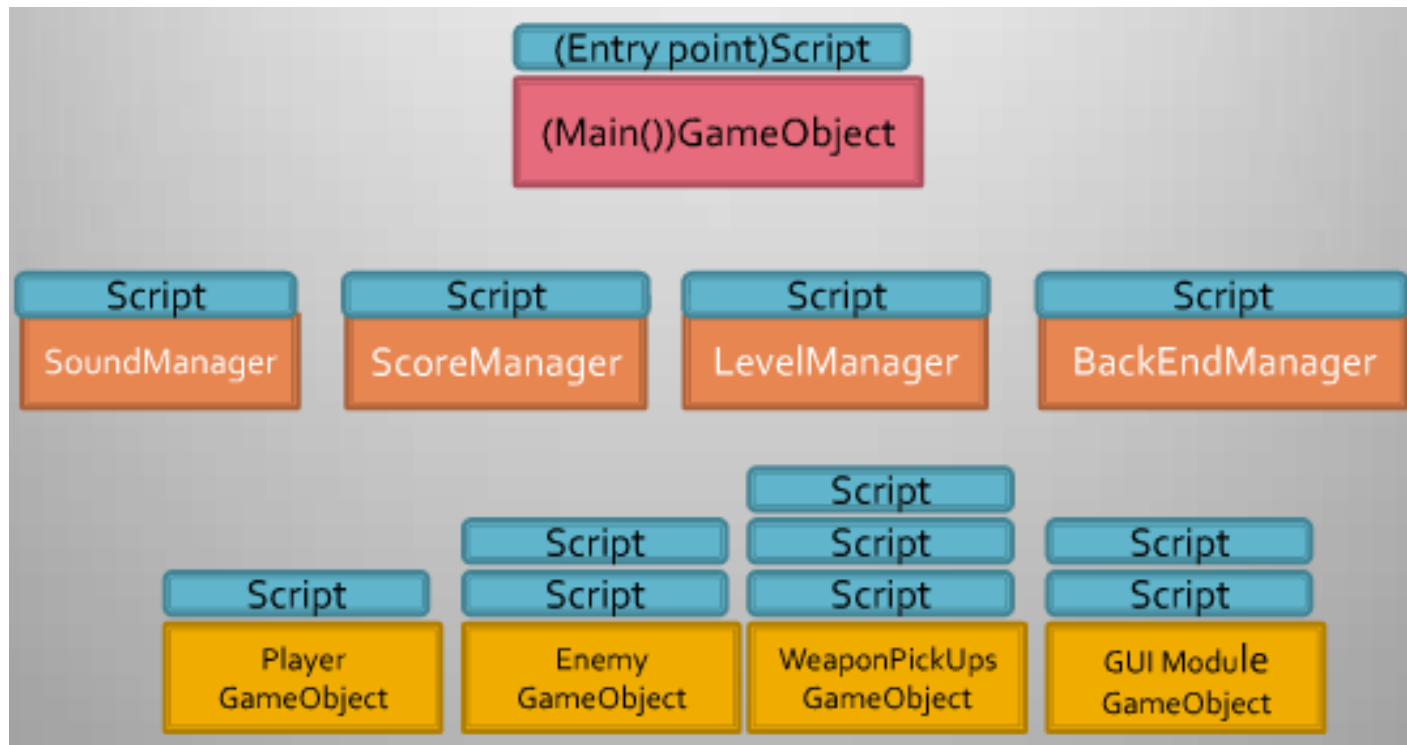 (Entry point)Script
(Main())GameObject
Script
Script
Script
Script
SoundManager
ScoreManager
LevelManager
BackEndManager
Script
Script
Script
Script
Script
Script
Script
Script
Player
GameObject
Enemy
GameObject
WeaponPickUps
GameObject
GUI Module
GameObject